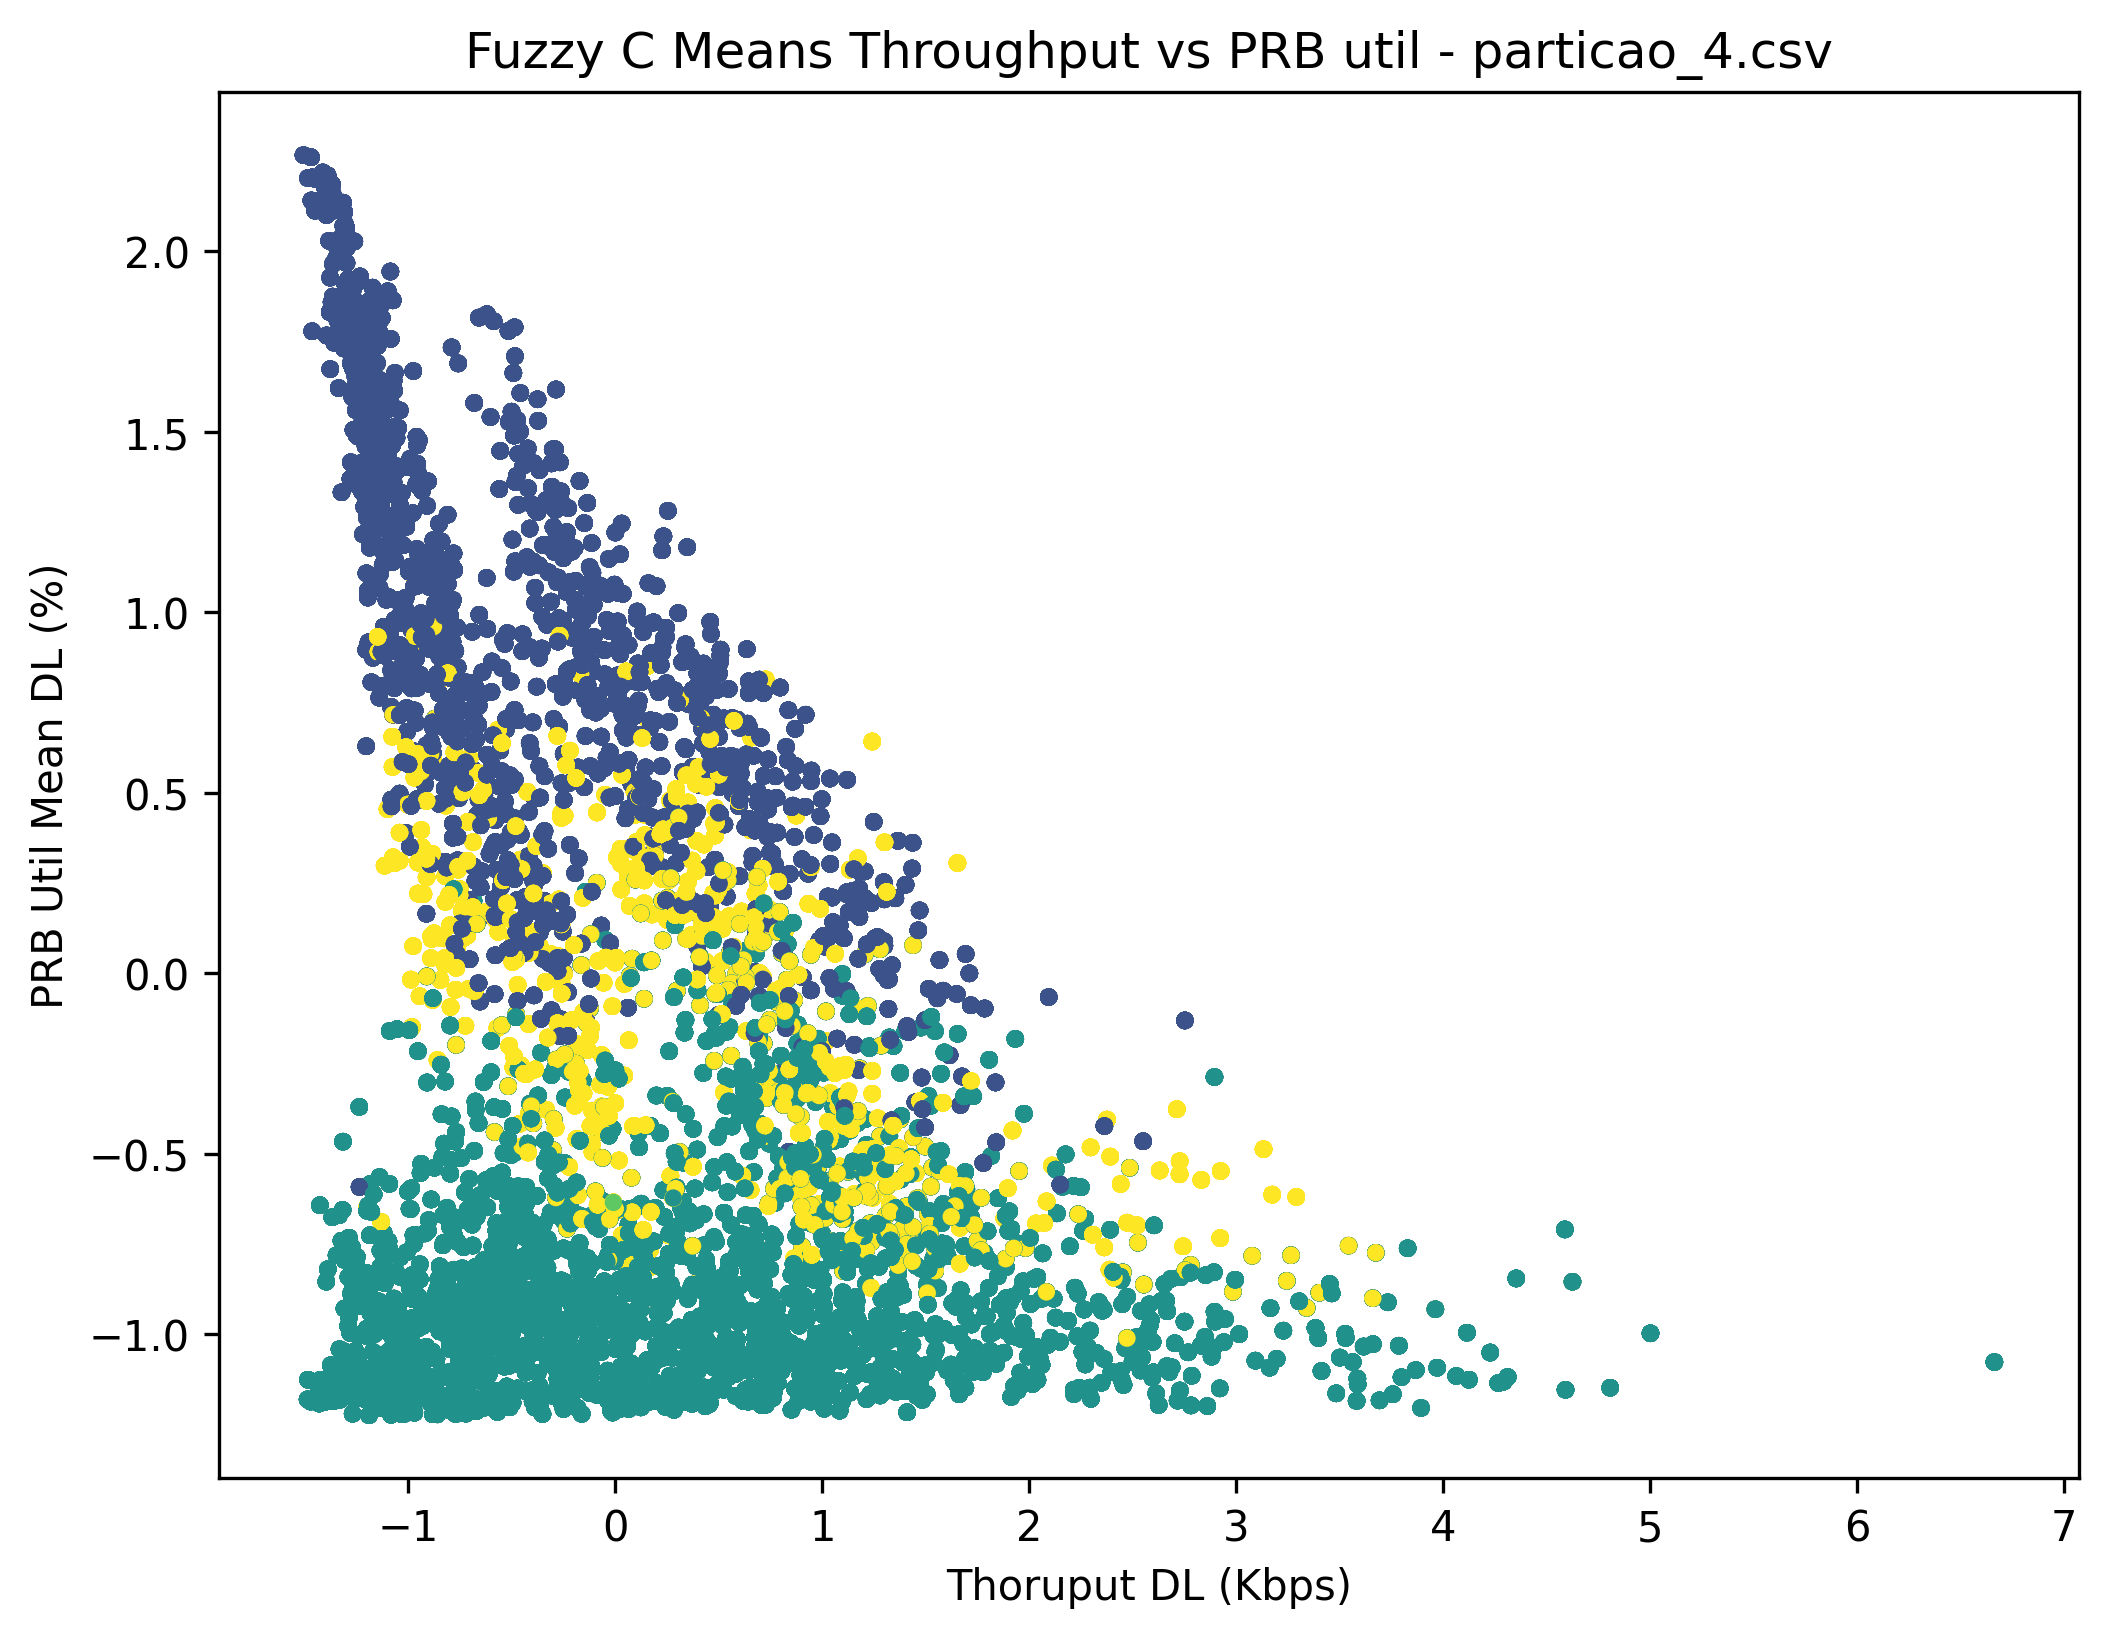 Fuzzy C Means Throughput vs PRB util - particao_4.csv
PRB Util Mean DL (%)
2.0
1.5
1.0
0.5
0.0
−0.5
−1.0
−1 0 1 2 3 4 5 6 7
Thoruput DL (Kbps)